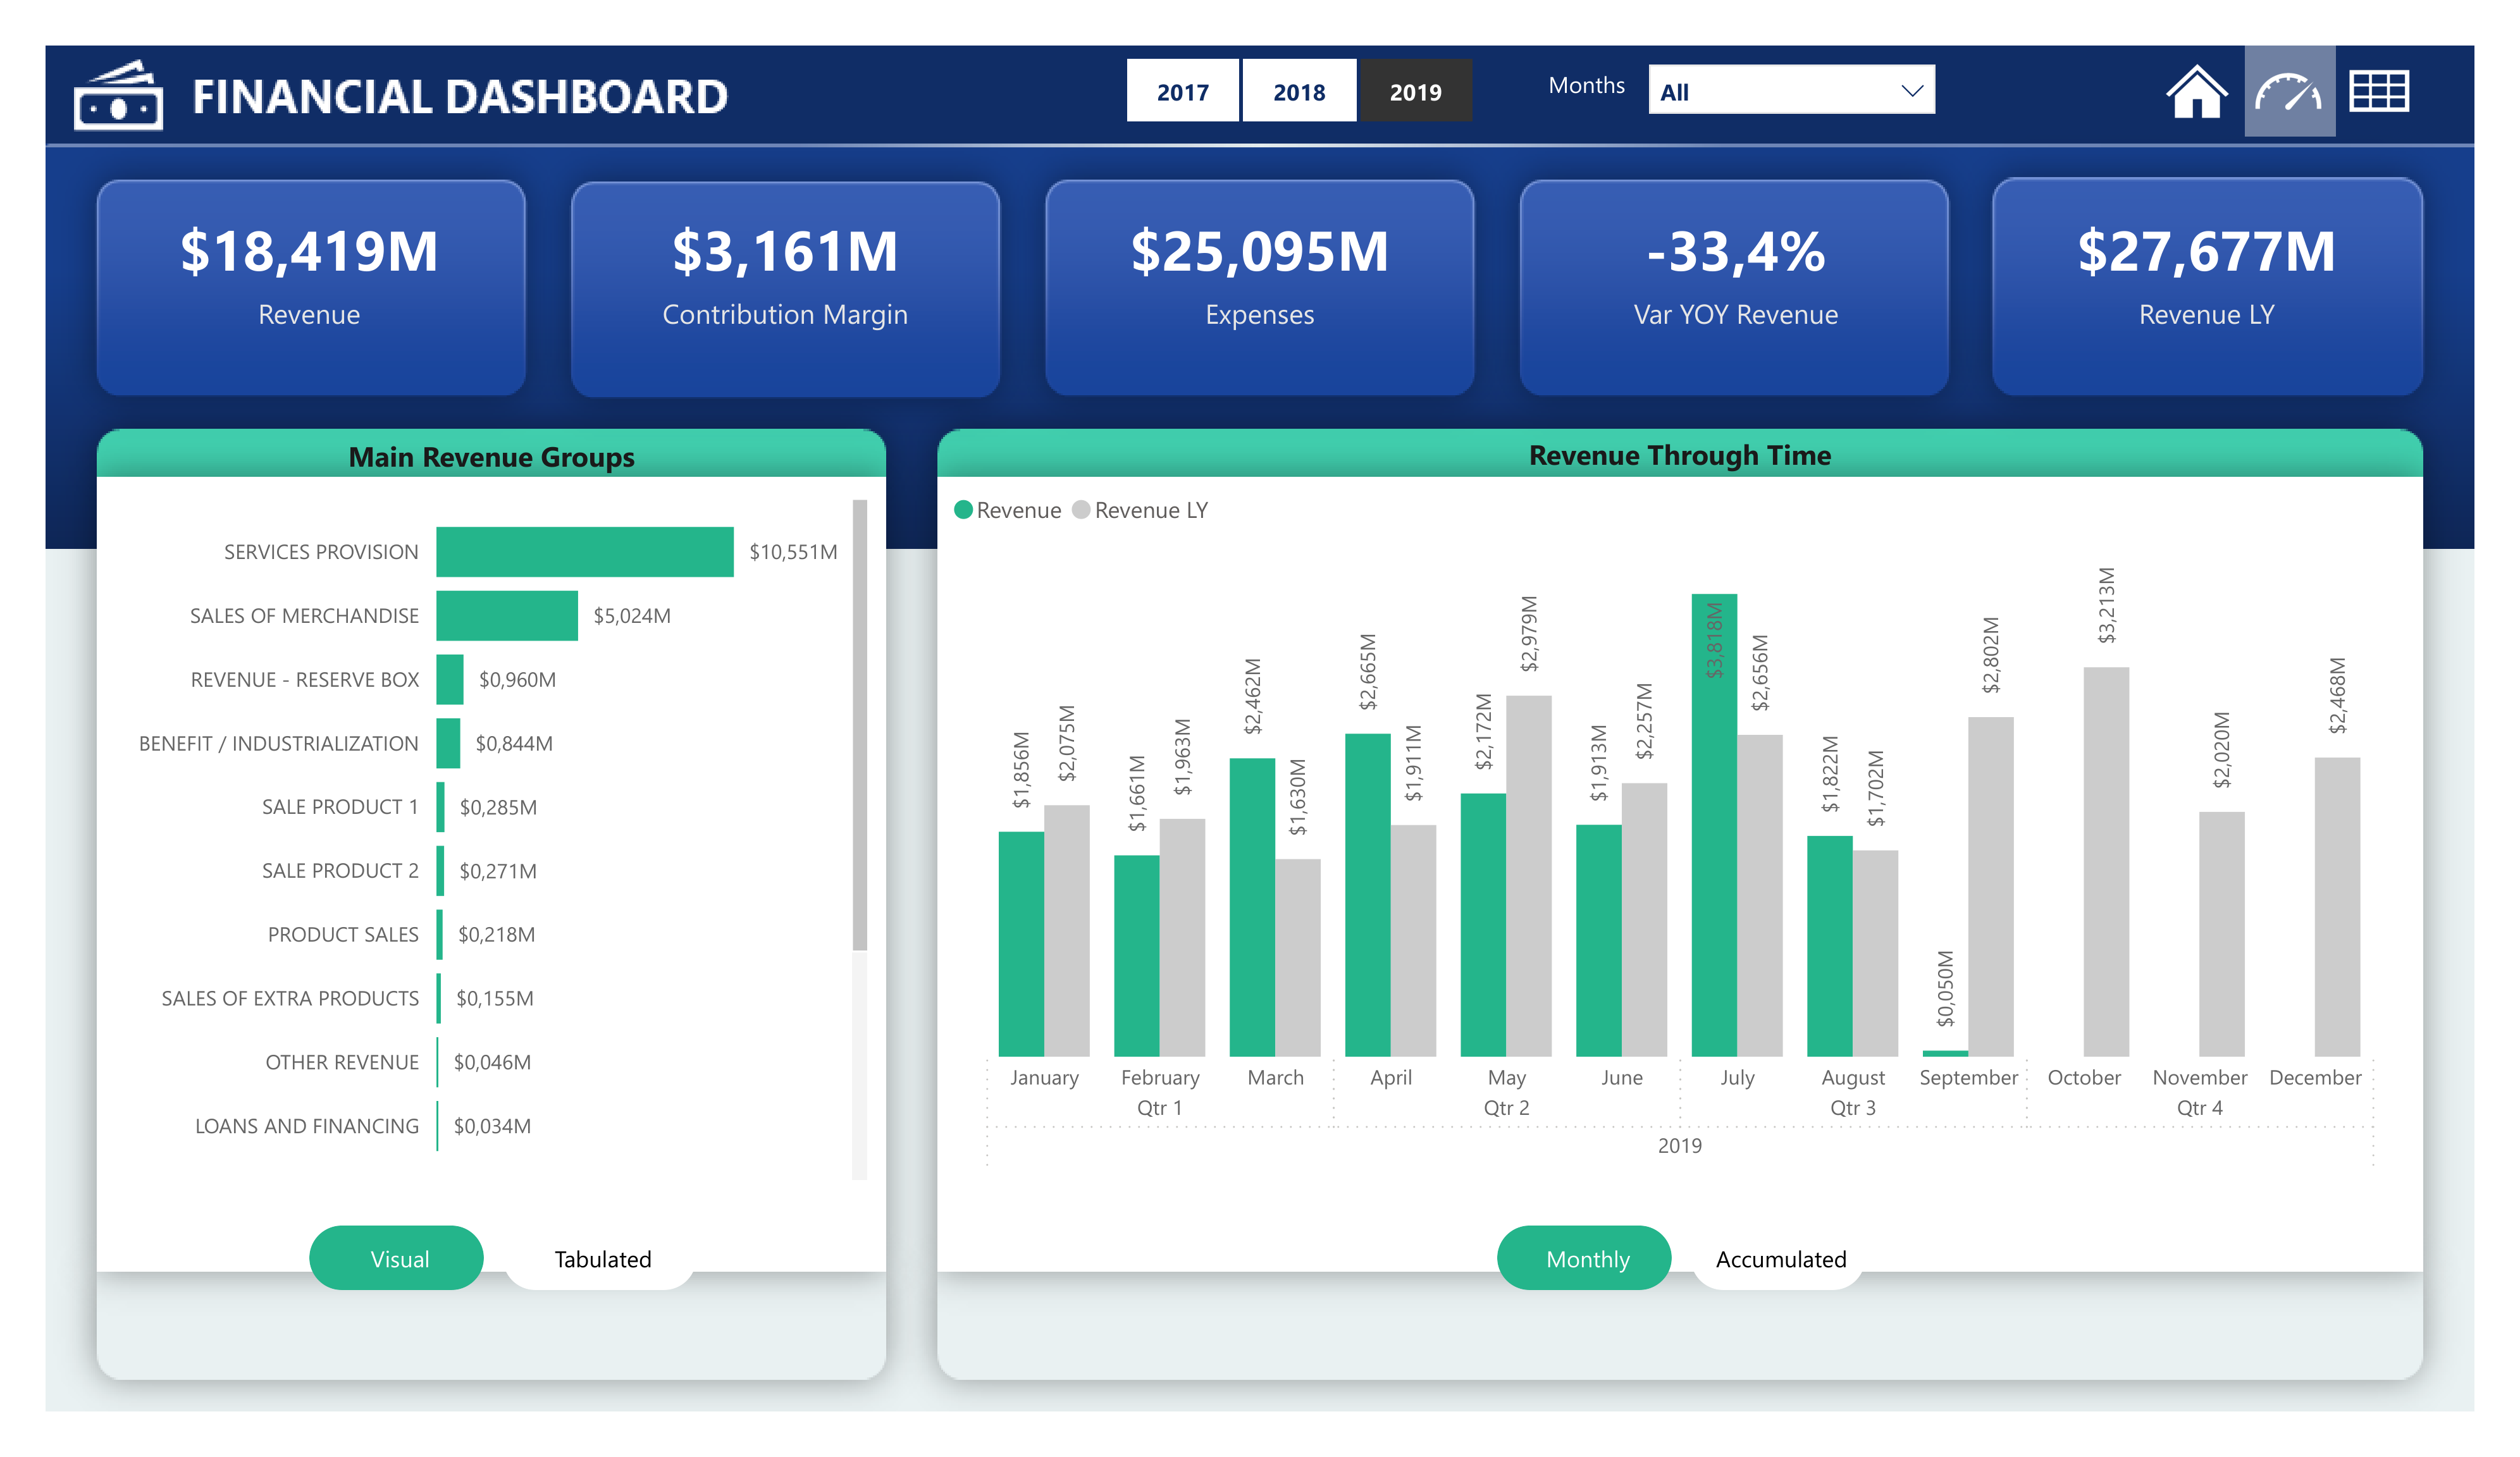 FINANCIAL DASHBOARD
2017
2018
2019
Months
All
$18,419M
Revenue
$3,161M
Contribution Margin
$25,095M
Expenses
-33,4%
Var YOY Revenue
$27,677M
Revenue LY
Main Revenue Groups
SERVICES PROVISION $10,551M
SALES OF MERCHANDISE $5,024M
REVENUE - RESERVE BOX $0,960M
BENEFIT / INDUSTRIALIZATION $0,844M
SALE PRODUCT 1 $0,285M
SALE PRODUCT 2 $0,271M
PRODUCT SALES $0,218M
SALES OF EXTRA PRODUCTS $0,155M
OTHER REVENUE $0,046M
LOANS AND FINANCING $0,034M
Visual
Tabulated
Revenue Through Time
Revenue
Revenue LY
$1,856M
$2,075M
$1,661M
$1,963M
$2,462M
$1,630M
$2,665M
$1,911M
$2,172M
$2,979M
$1,913M
$2,257M
$3,818M
$2,656M
$1,822M
$1,702M
$0,050M
$2,802M
$3,213M
$2,020M
$2,468M
January February March April May June July August September October November December
Qtr 1 Qtr 2 Qtr 3 Qtr 4
2019
Monthly
Accumulated